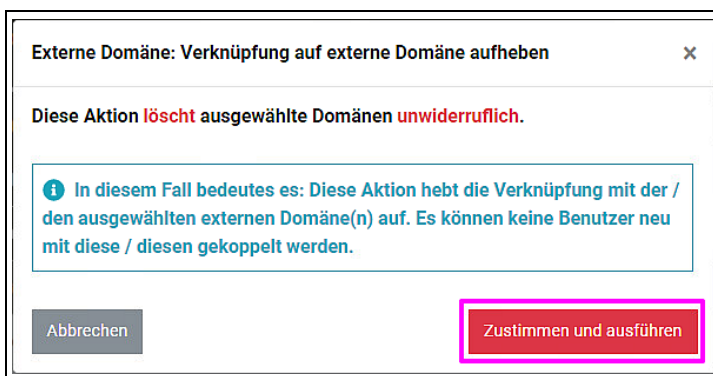 Externe Domäne: Verknüpfung auf externe Domäne aufheben ×
Diese Aktion löscht ausgewählte Domänen unwiderruflich.
In diesem Fall bedeutes es: Diese Aktion hebt die Verknüpfung mit der /
den ausgewählten externen Domäne(n) auf. Es können keine Benutzer neu
mit diese / diesen gekoppelt werden.
Abbrechen
Zustimmen und ausführen